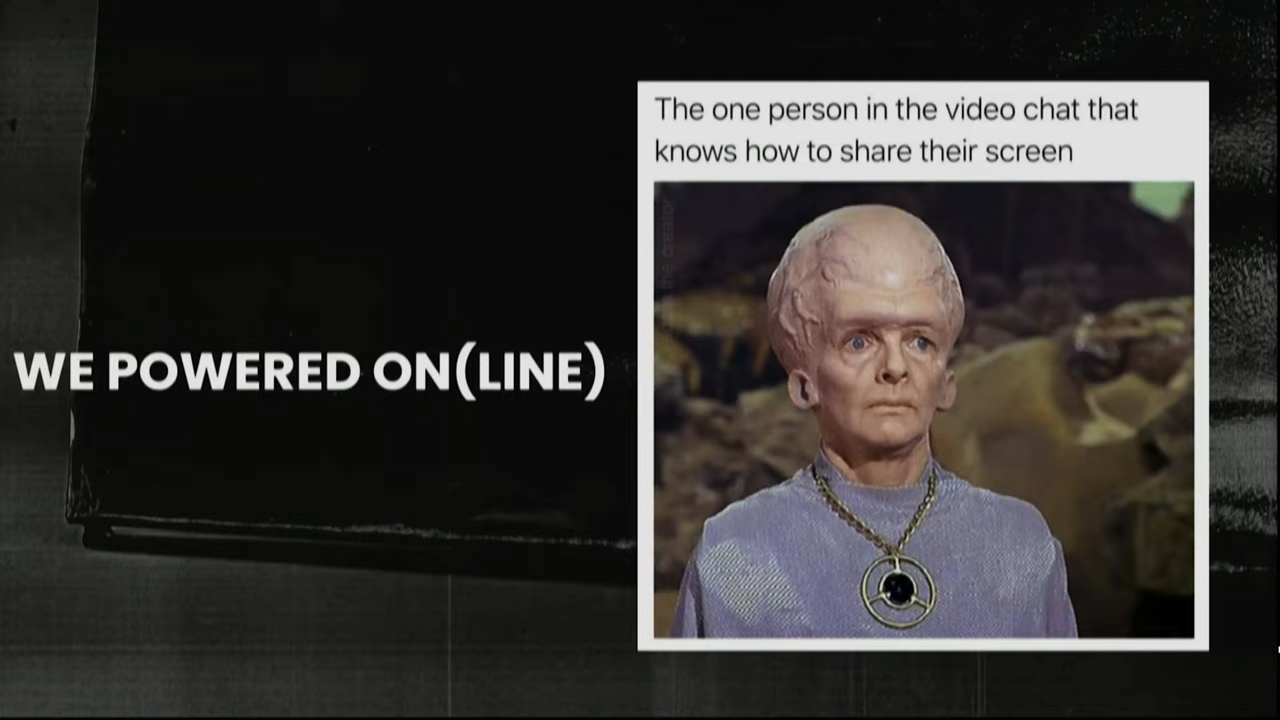 WE POWERED ON(LINE)
The one person in the video chat that
knows how to share their screen